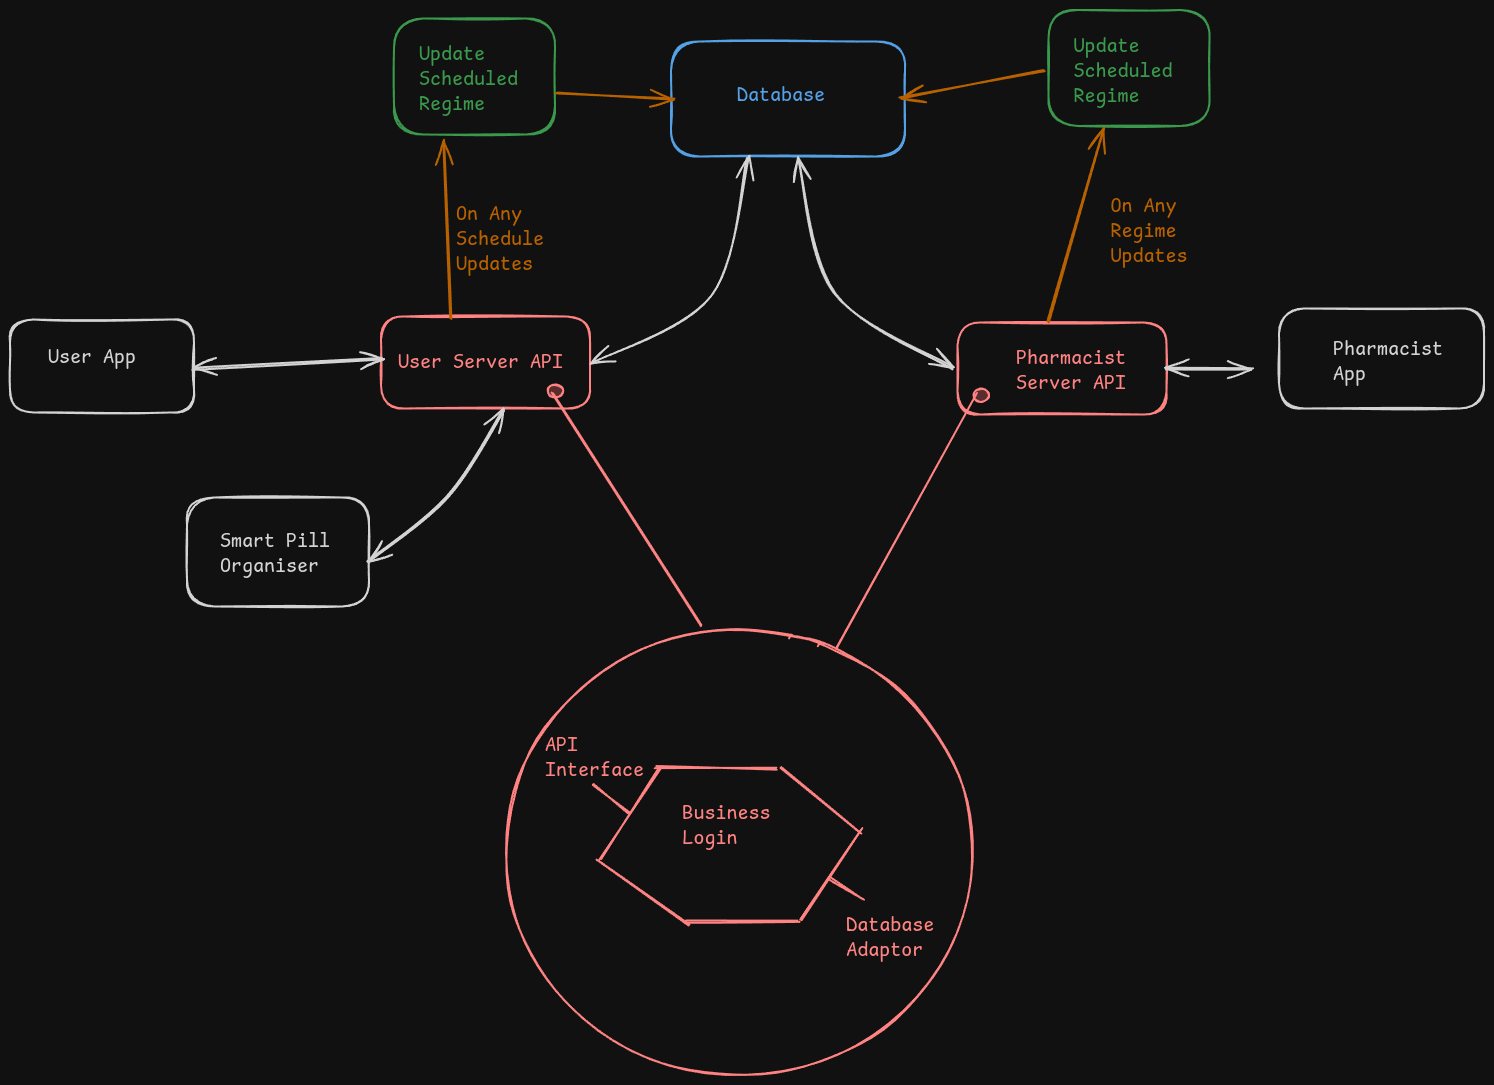 Update
Scheduled
Regime
Database
Update
Scheduled
Regime
On Any
Schedule
Updates
On Any
Regime
Updates
User App
User Server API
Pharmacist
Server API
Pharmacist
App
Smart Pill
Organiser
API
Interface
Business
Login
Database
Adaptor